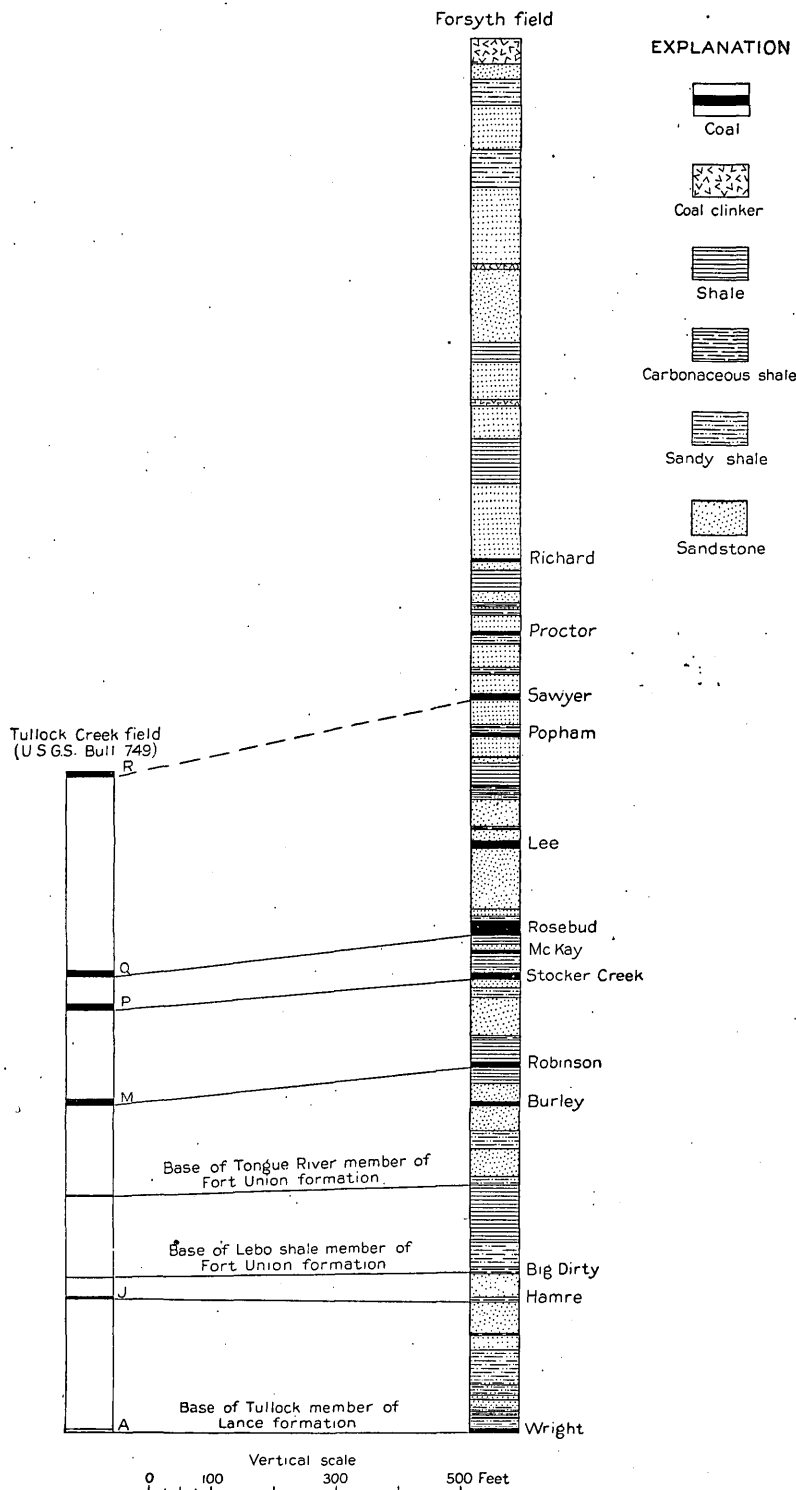 Forsyth field
EXPLANATION
Coal
Coal clinker
Shale
Carbonaceous shale
Sandy shale
Sandstone
Richard
Proctor
Sawyer
Popham
Lee
Rosebud
McKay
Stocker Creek
Robinson
Burley
Big Dirty
Hamre
Wright
Tullock Creek field
(U S G.S. Bull 749)
R
Q
P
M
Base of Tongue River member of
Fort Union formation
Base of Lebo shale member of
Fort Union formation
J
Base of Tullock member of
Lance formation
A
Vertical scale
0 100 300 500 Feet